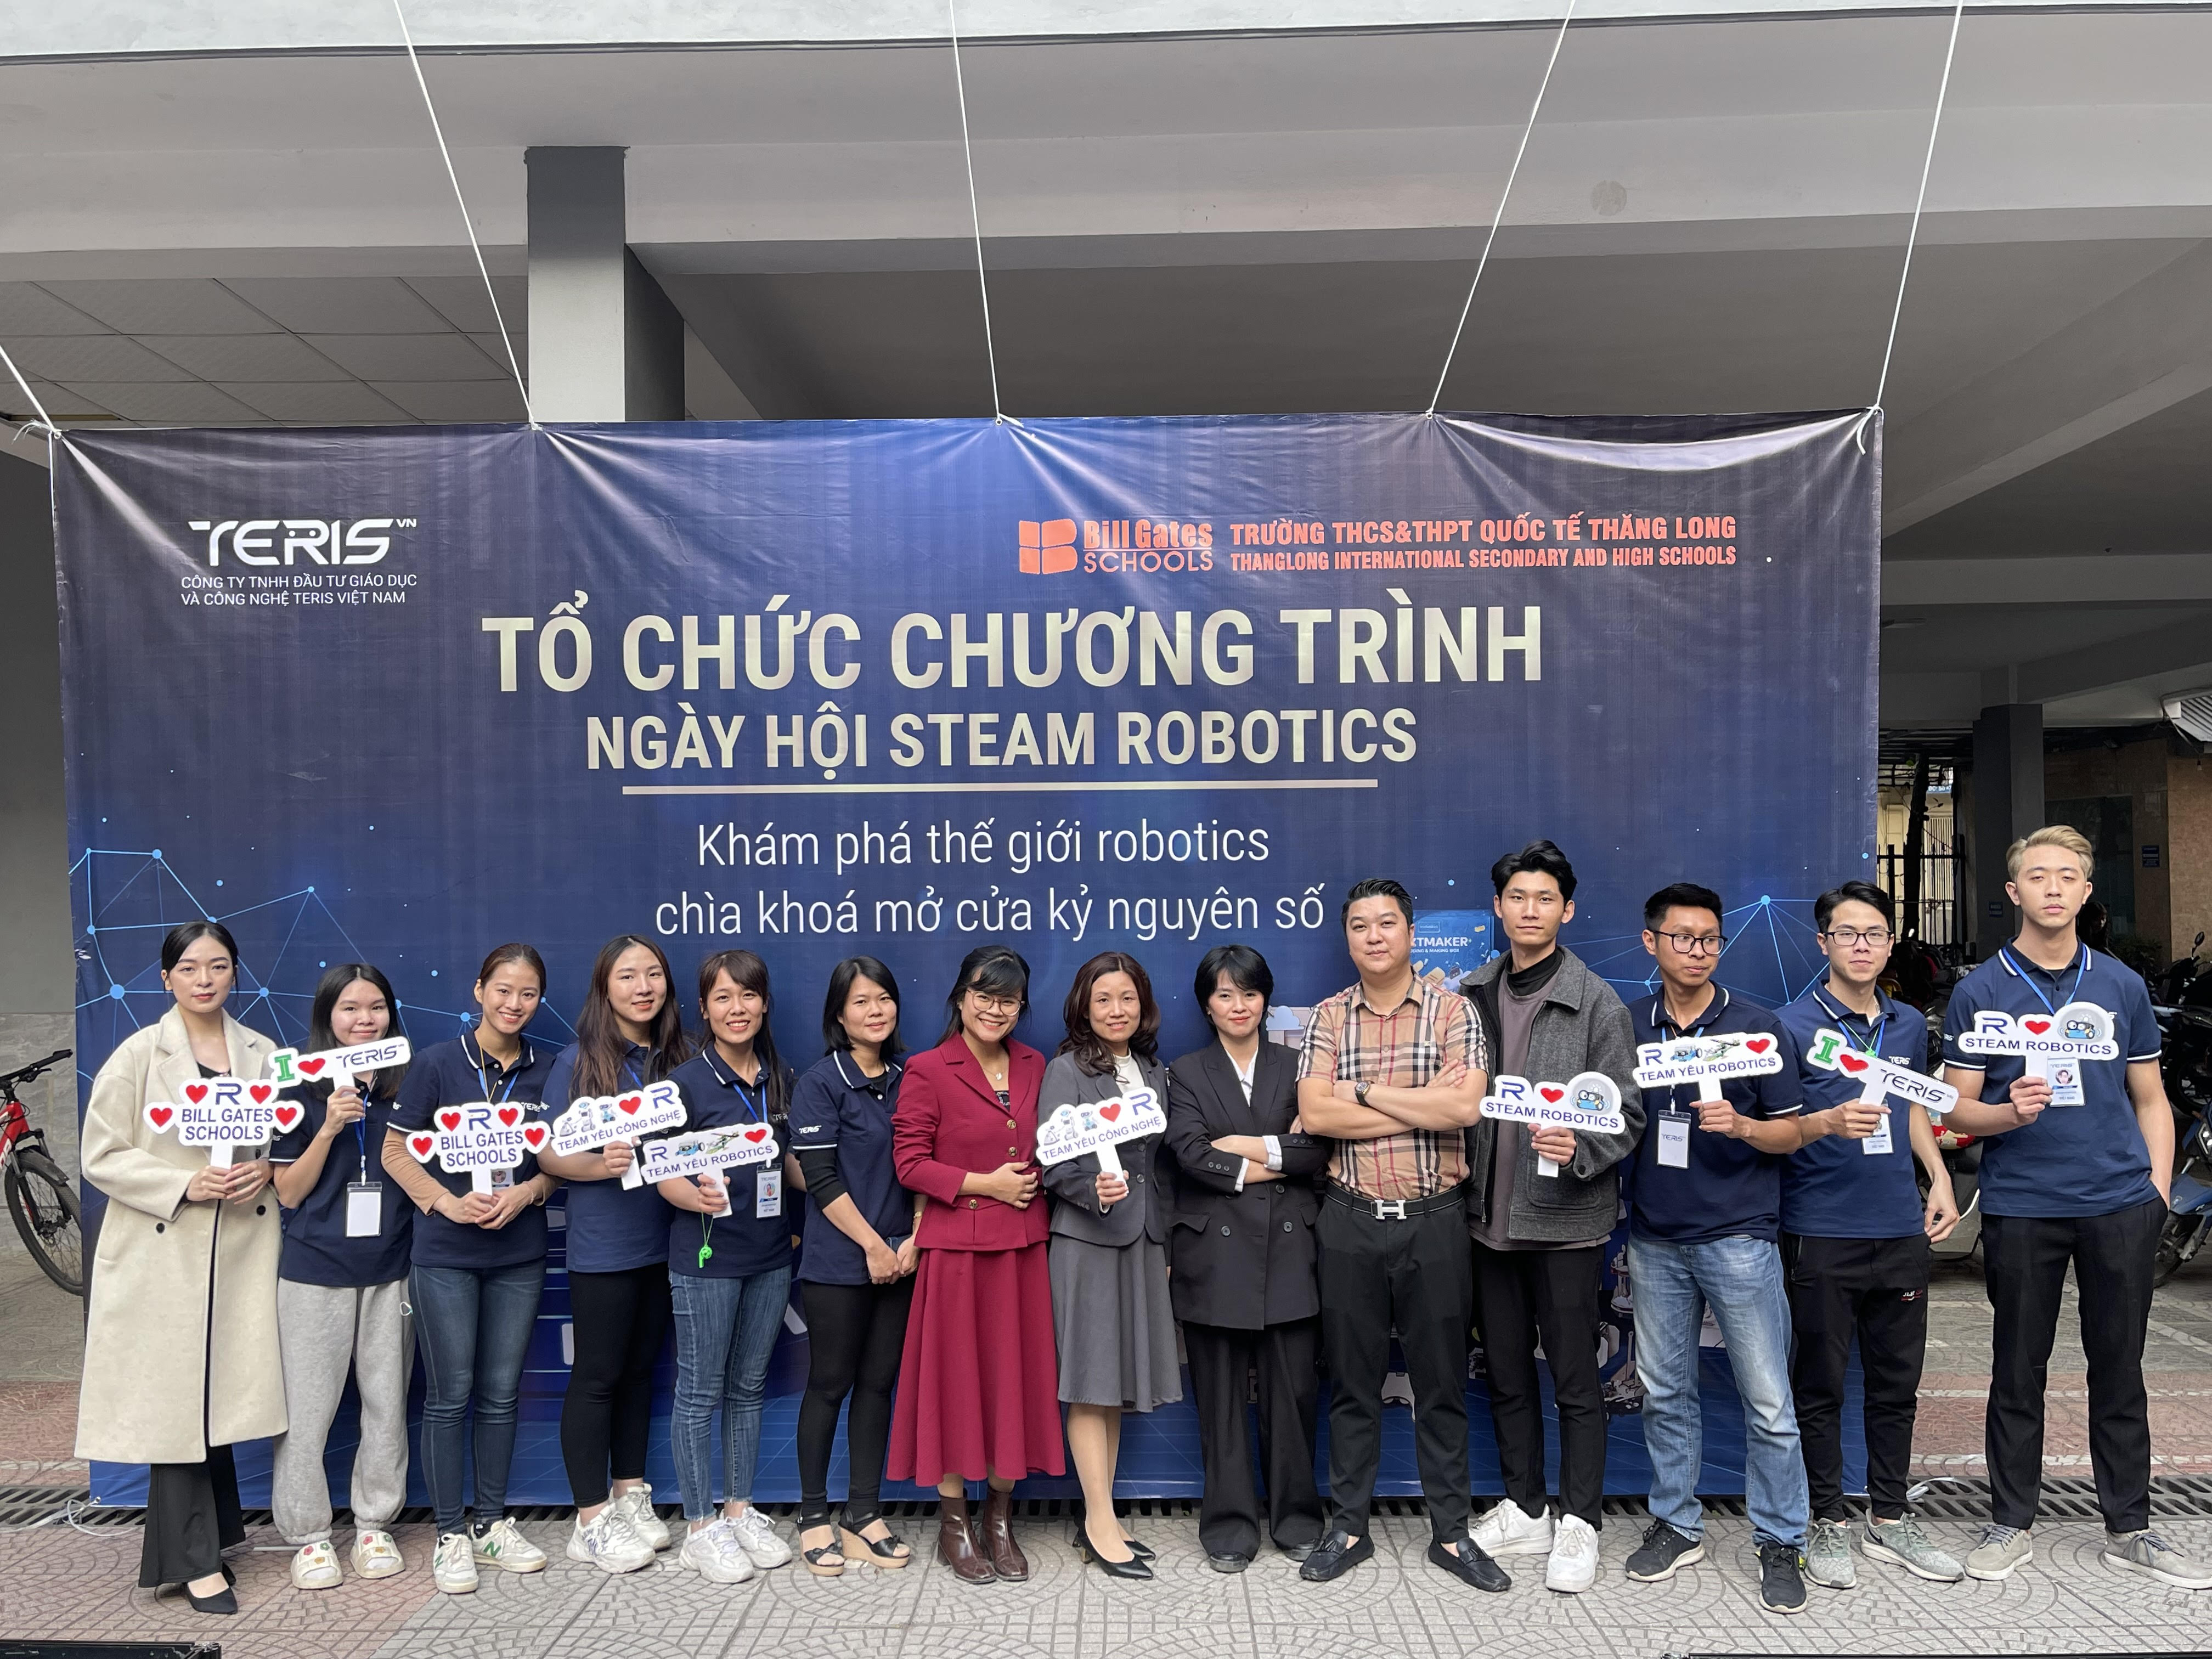 TERIS VN
CÔNG TY TNHH ĐẦU TƯ GIÁO DỤC
VÀ CÔNG NGHỆ TERIS VIỆT NAM
Bill Gates
SCHOOLS
TRƯỜNG THCS&THPT QUỐC TẾ THĂNG LONG
THANGLONG INTERNATIONAL SECONDARY AND HIGH SCHOOLS
TỔ CHỨC CHƯƠNG TRÌNH
NGÀY HỘI STEAM ROBOTICS
Khám phá thế giới robotics
chìa khoá mở cửa kỷ nguyên số
R
BILL GATES
SCHOOLS
I TERIS
R
BILL GATES
SCHOOLS
R
TEAM YÊU CÔNG NGHỆ
R
TEAM YÊU ROBOTICS
TERIS
R
TEAM YÊU CÔNG NGHỆ
R
STEAM ROBOTICS
R
TEAM YÊU ROBOTICS
TERIS
I TERIS
R
STEAM ROBOTICS